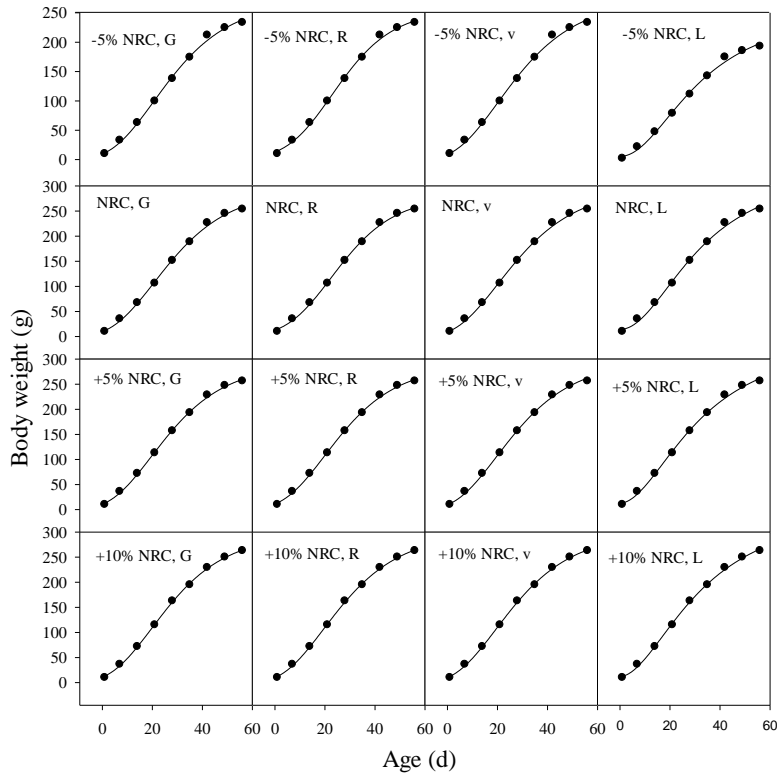 250
200
150
100
50
0
-5% NRC, G
-5% NRC, R
-5% NRC, v
-5% NRC, L
300
250
200
150
100
50
0
NRC, G
NRC, R
NRC, v
NRC, L
300
250
200
150
100
50
0
+5% NRC, G
+5% NRC, R
+5% NRC, v
+5% NRC, L
300
250
200
150
100
50
0
+10% NRC, G
+10% NRC, R
+10% NRC, v
+10% NRC, L
0 20 40 60 0 20 40 60 0 20 40 60 0 20 40 60
Body weight (g)
Age (d)